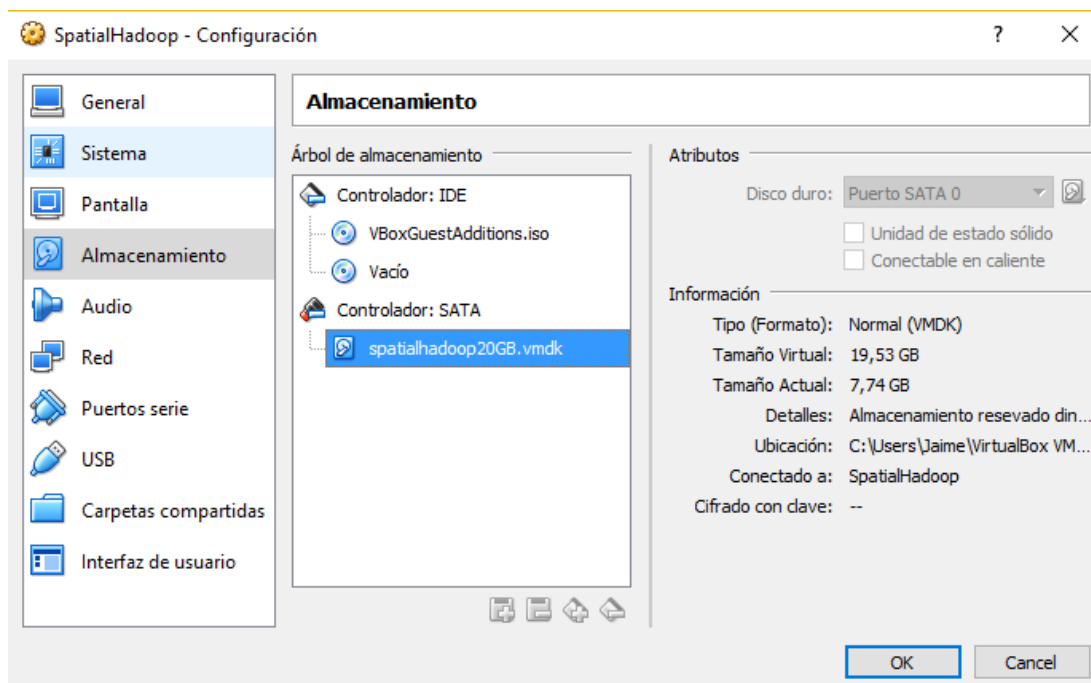 SpatialHadoop - Configuración
?
General
Sistema
Pantalla
Almacenamiento
Audio
Red
Puertos serie
USB
Carpetas compartidas
Interfaz de usuario
Almacenamiento
Árbol de almacenamiento
Controlador: IDE
VBoxGuestAdditions.iso
Vacío
Controlador: SATA
spatialhadoop20GB.vmdk
Atributos
Disco duro: Puerto SATA 0
Unidad de estado sólido
Conectable en caliente
Información
Tipo (Formato): Normal (VMDK)
Tamaño Virtual: 19,53 GB
Tamaño Actual: 7,74 GB
Detalles: Almacenamiento resevado din...
Ubicación: C:\Users\Jaime\VirtualBox VM...
Conectado a: SpatialHadoop
Cifrado con clave: --
OK
Cancel